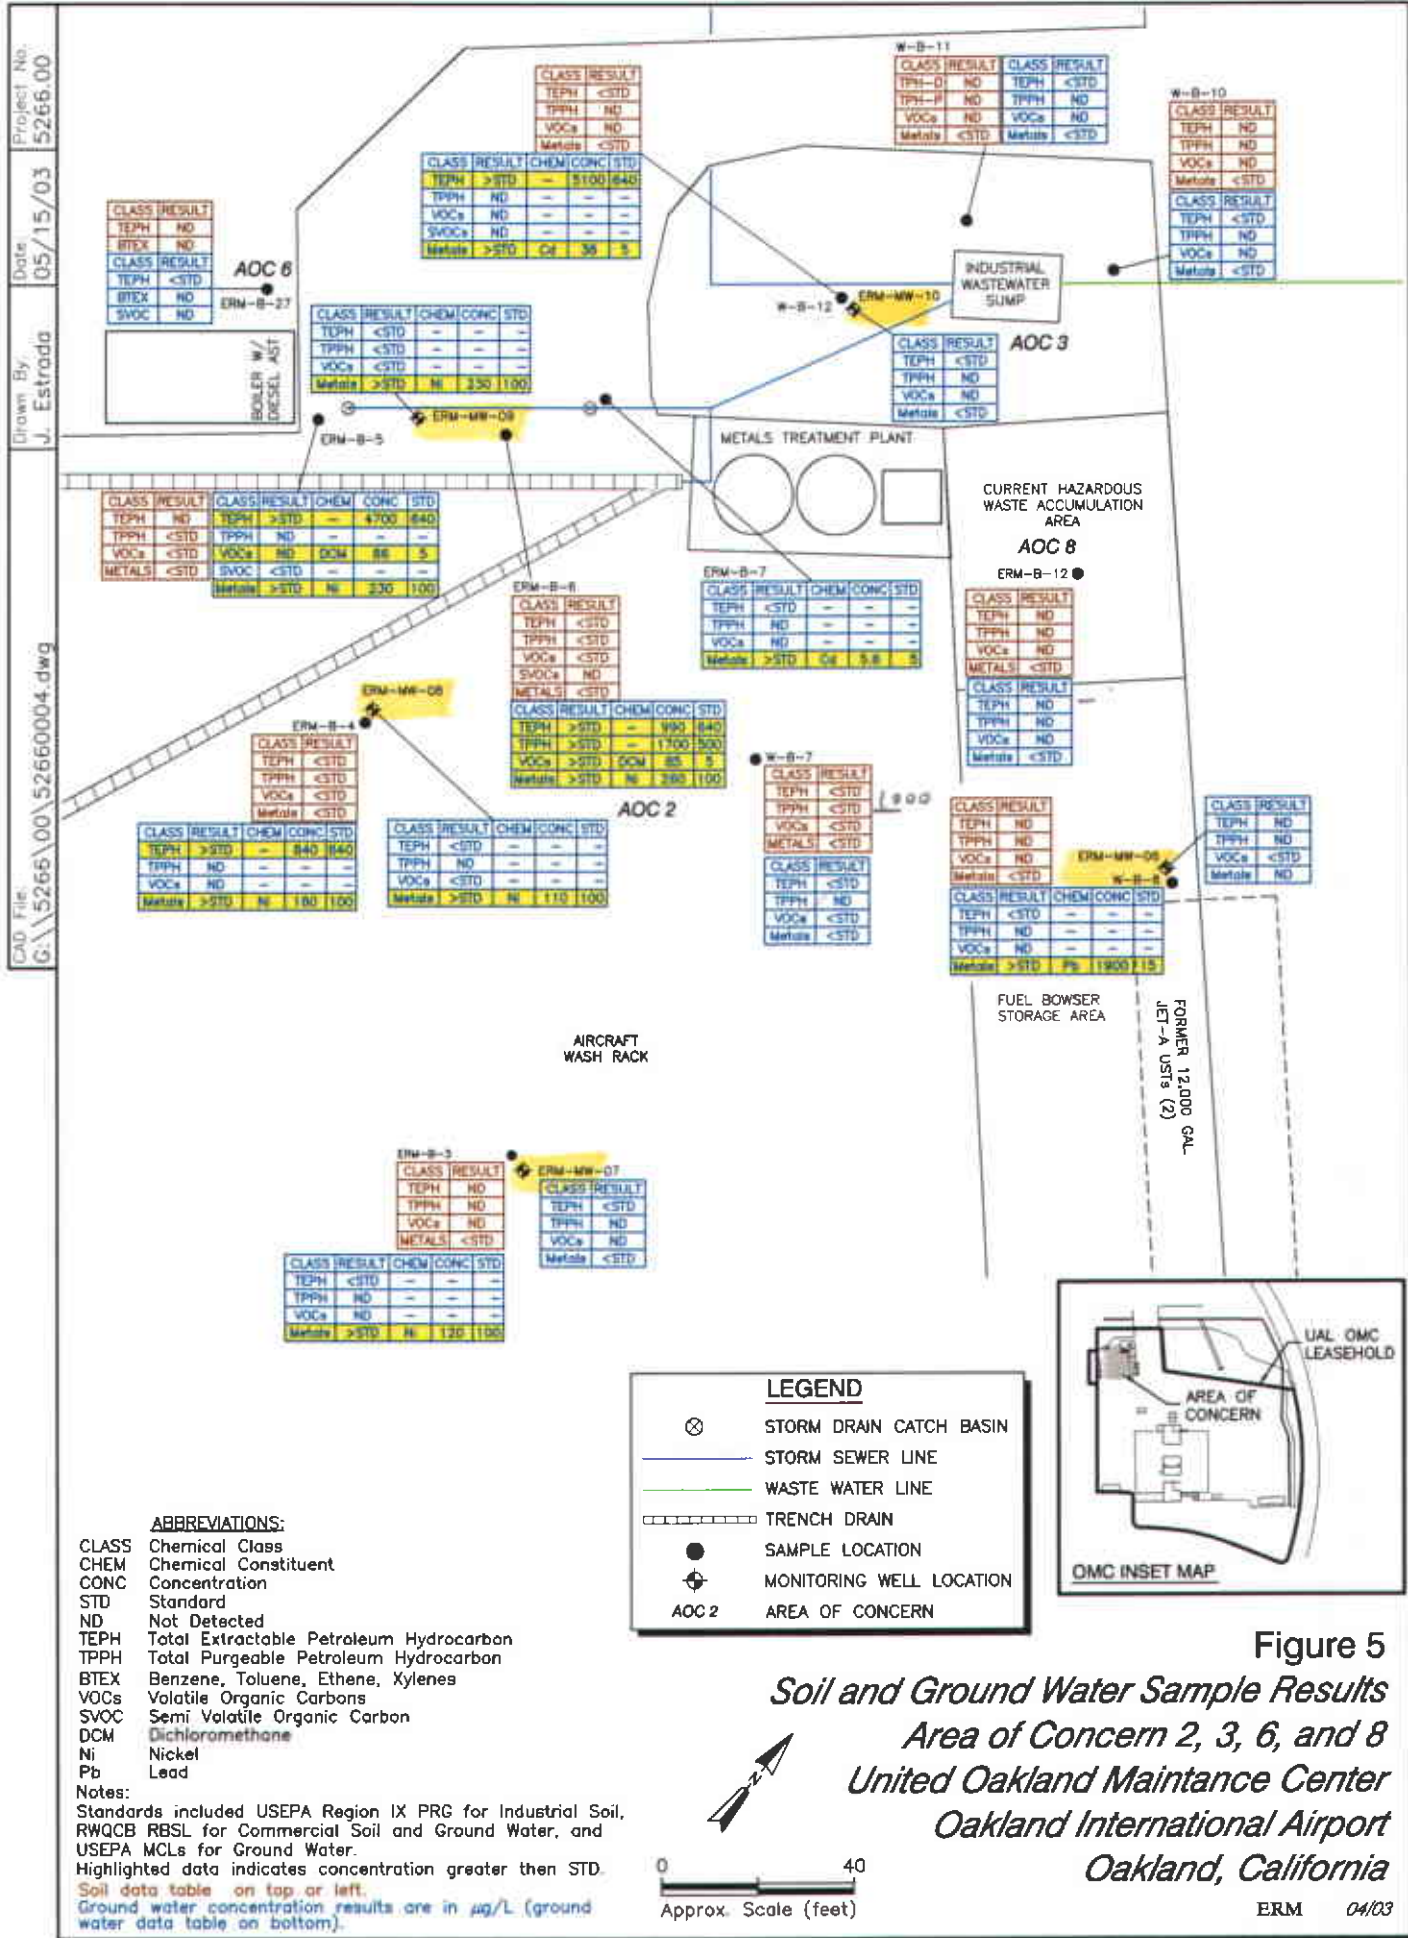 Project No.
5266.00
Date:
05/15/03
Drawn By:
J. Estrada
CAD File:
G:\\5266\00\52660004.dwg
CLASS RESULT
TEPH <STD
TPPH ND
VOCs ND
Metals <STD
CLASS RESULT CHEM CONC STD
TEPH >STD - 5100 640
TPPH ND - - -
VOCs ND - - -
SVOCs ND - - -
Metals >STD Cd 36 5
W-B-11
CLASS RESULT
TPH-D ND
TPH-P ND
VOCs ND
Metals <STD
CLASS RESULT
TEPH <STD
TPPH ND
VOCs ND
Metals <STD
W-B-10
CLASS RESULT
TEPH ND
TPPH ND
VOCs ND
Metals <STD
CLASS RESULT
TEPH <STD
TPPH ND
VOCs ND
Metals <STD
CLASS RESULT
TEPH ND
BTEX ND
CLASS RESULT
TEPH <STD
BTEX ND
SVOC ND
AOC 6
ERM-B-27
BOILER W/
DIESEL AST
CLASS RESULT CHEM CONC STD
TEPH <STD - - -
TPPH <STD - - -
VOCs <STD - - -
Metals >STD Ni 230 100
INDUSTRIAL
WASTEWATER
SUMP
W-B-12
ERM-MW-10
AOC 3
CLASS RESULT
TEPH <STD
TPPH ND
VOCs ND
Metals <STD
ERM-B-5
ERM-MW-09
METALS TREATMENT PLANT
CURRENT HAZARDOUS
WASTE ACCUMULATION
AREA
AOC 8
ERM-B-12
CLASS RESULT
TEPH ND
TPPH <STD
VOCs <STD
METALS <STD
CLASS RESULT CHEM CONC STD
TEPH >STD - 4700 640
TPPH ND - - -
VOCs ND DCM 86 5
SVOC <STD - - -
Metals >STD Ni 230 100
ERM-B-6
CLASS RESULT
TEPH <STD
TPPH <STD
VOCs <STD
SVOCs ND
METALS <STD
CLASS RESULT CHEM CONC STD
TEPH >STD - 990 640
TPPH >STD - 1700 500
VOCs >STD DCM 85 5
Metals >STD Ni 260 100
ERM-B-7
CLASS RESULT CHEM CONC STD
TEPH <STD - - -
TPPH ND - - -
VOCs ND - - -
Metals >STD Cd 5.6 5
CLASS RESULT
TEPH ND
TPPH ND
VOCs ND
METALS <STD
CLASS RESULT
TEPH ND
TPPH ND
VOCs ND
Metals <STD
ERM-MW-08
ERM-B-4
CLASS RESULT
TEPH <STD
TPPH <STD
VOCs <STD
Metals <STD
CLASS RESULT CHEM CONC STD
TEPH >STD - 840 640
TPPH ND - - -
VOCs ND - - -
Metals >STD Ni 180 100
CLASS RESULT CHEM CONC STD
TEPH <STD - - -
TPPH ND - - -
VOCs <STD - - -
Metals >STD Ni 110 100
AOC 2
W-B-7
CLASS RESULT
TEPH <STD
TPPH <STD
VOCs <STD
METALS <STD
1900
CLASS RESULT
TEPH <STD
TPPH ND
VOCs <STD
Metals <STD
CLASS RESULT
TEPH ND
TPPH ND
VOCs ND
Metals <STD
CLASS RESULT CHEM CONC STD
TEPH <STD - - -
TPPH ND - - -
VOCs ND - - -
Metals >STD Pb 1900 15
W-B-8
CLASS RESULT
TEPH ND
TPPH ND
VOCs <STD
Metals ND
FUEL BOWSER
STORAGE AREA
FORMER 12,000 GAL
JET-A USTs (2)
AIRCRAFT
WASH RACK
ERM-B-3
ERM-MW-07
CLASS RESULT
TEPH ND
TPPH ND
VOCs ND
METALS <STD
CLASS RESULT
TEPH <STD
TPPH ND
VOCs ND
Metals <STD
CLASS RESULT CHEM CONC STD
TEPH <STD - - -
TPPH ND - - -
VOCs ND - - -
Metals >STD Ni 120 100
UAL OMC
LEASEHOLD
AREA OF
CONCERN
OMC INSET MAP
LEGEND
STORM DRAIN CATCH BASIN
STORM SEWER LINE
WASTE WATER LINE
TRENCH DRAIN
SAMPLE LOCATION
MONITORING WELL LOCATION
AOC 2 AREA OF CONCERN
ABBREVIATIONS:
CLASS Chemical Class
CHEM Chemical Constituent
CONC Concentration
STD Standard
ND Not Detected
TEPH Total Extractable Petroleum Hydrocarbon
TPPH Total Purgeable Petroleum Hydrocarbon
BTEX Benzene, Toluene, Ethene, Xylenes
VOCs Volatile Organic Carbons
SVOC Semi Volatile Organic Carbon
DCM Dichloromethane
Ni Nickel
Pb Lead
Notes:
Standards included USEPA Region IX PRG for Industrial Soil,
RWQCB RBSL for Commercial Soil and Ground Water, and
USEPA MCLs for Ground Water.
Highlighted data indicates concentration greater then STD.
Soil data table on top or left.
Ground water concentration results are in µg/L (ground
water data table on bottom).
N
0 40
Approx. Scale (feet)
Figure 5
Soil and Ground Water Sample Results
Area of Concern 2, 3, 6, and 8
United Oakland Maintance Center
Oakland International Airport
Oakland, California
ERM 04/03